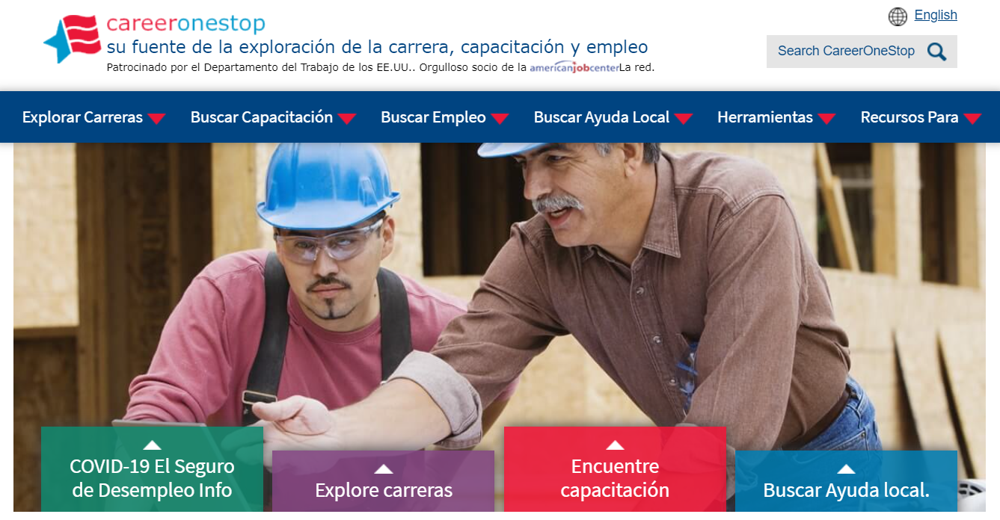 careeronestop
English
su fuente de la exploración de la carrera, capacitación y empleo
Search CareerOneStop
Patrocinado por el Departamento del Trabajo de los EE.UU.. Orgulloso socio de la americanjobcenterLa red.
Explorar Carreras Buscar Capacitación Buscar Empleo Buscar Ayuda Local Herramientas Recursos Para
COVID-19 El Seguro
de Desempleo Info
Explore carreras
Encuentre
capacitación
Buscar Ayuda local.